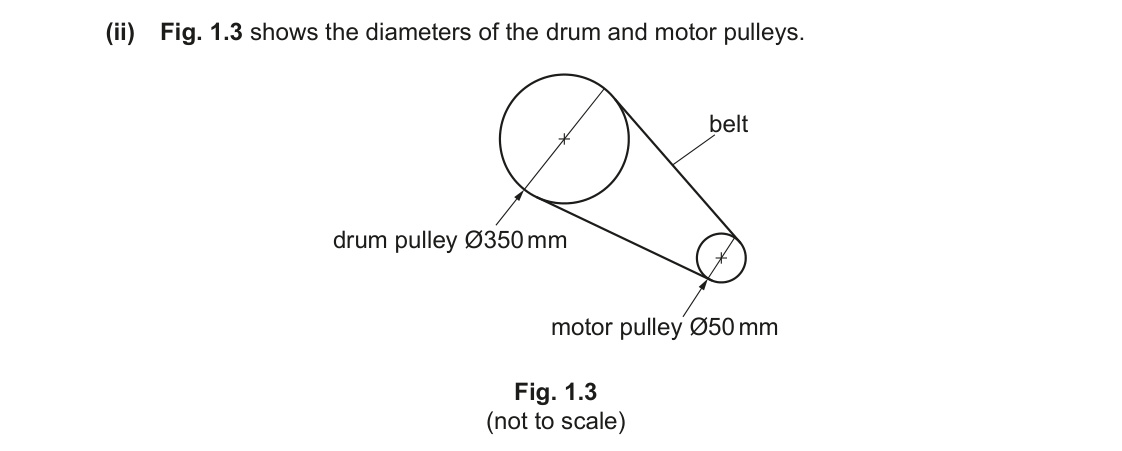 (ii) Fig. 1.3 shows the diameters of the drum and motor pulleys.
belt
drum pulley Ø350 mm
motor pulley Ø50 mm
Fig. 1.3
(not to scale)